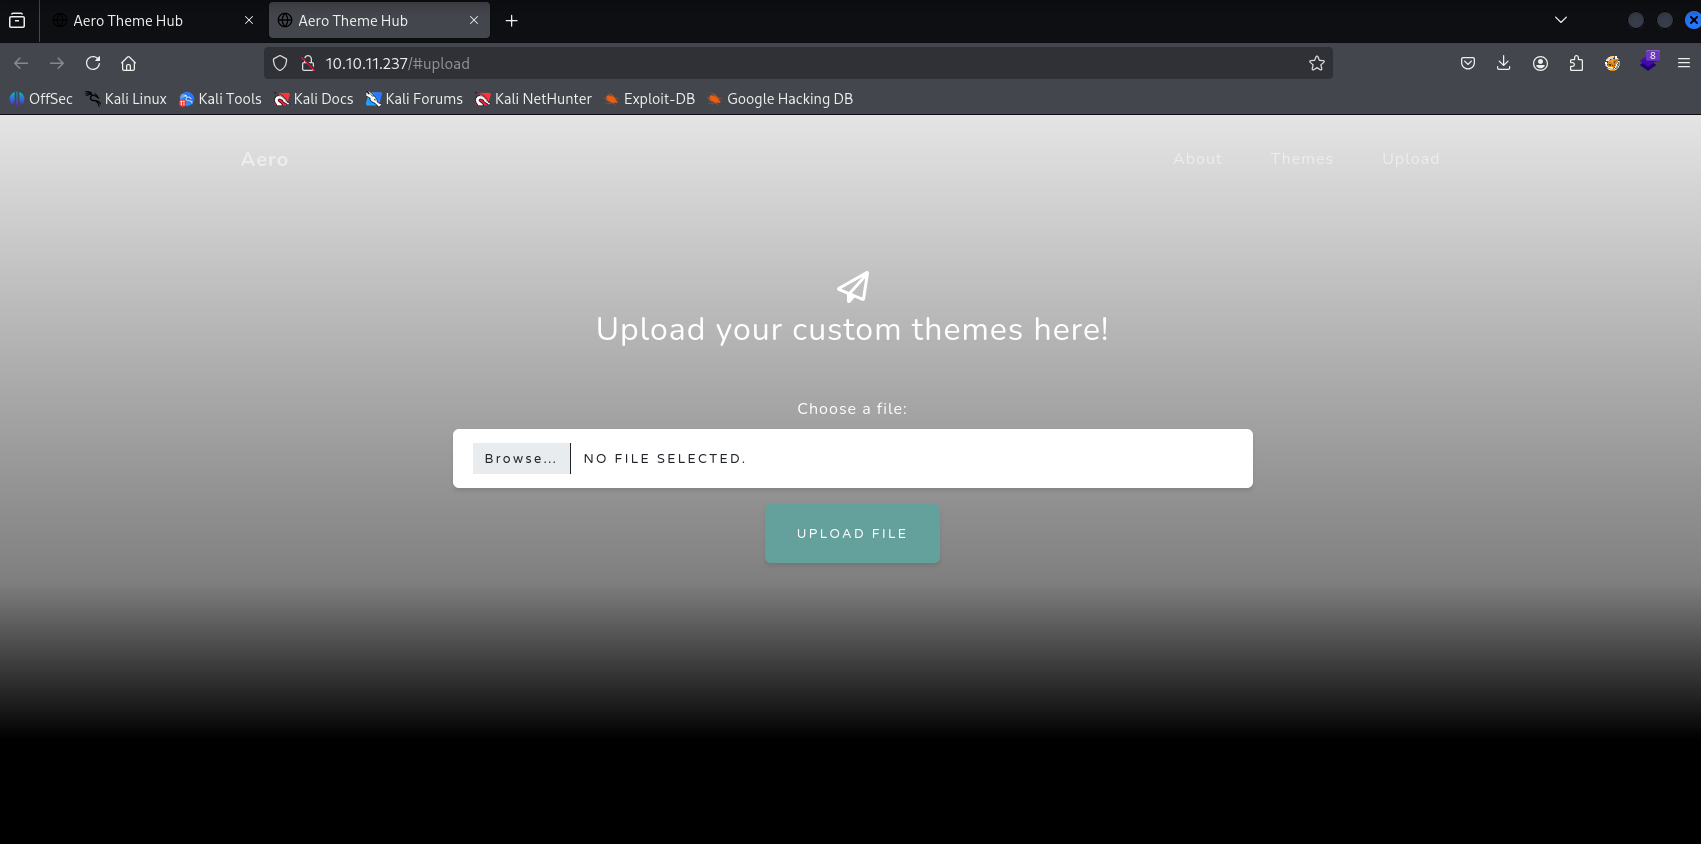 Aero Theme Hub
Aero Theme Hub
10.10.11.237/#upload
8
OffSec Kali Linux Kali Tools Kali Docs Kali Forums Kali NetHunter Exploit-DB Google Hacking DB
Aero About Themes Upload
Upload your custom themes here!
Choose a file:
Browse... NO FILE SELECTED.
UPLOAD FILE